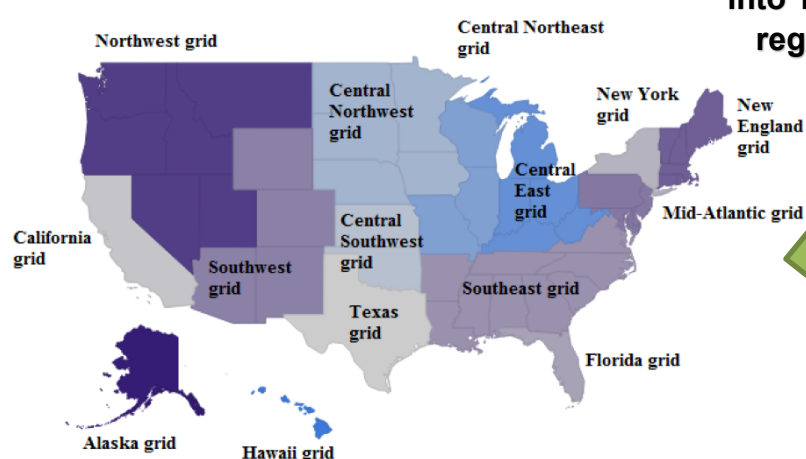 into
reg
Northwest grid
Central Northeast
grid
Central
Northwest
grid
New York
grid
New
England
grid
Central
East
grid
Mid-Atlantic grid
California
grid
Central
Southwest
grid
Southwest
grid
Southeast grid
Texas
grid
Florida grid
Alaska grid
Hawaii grid